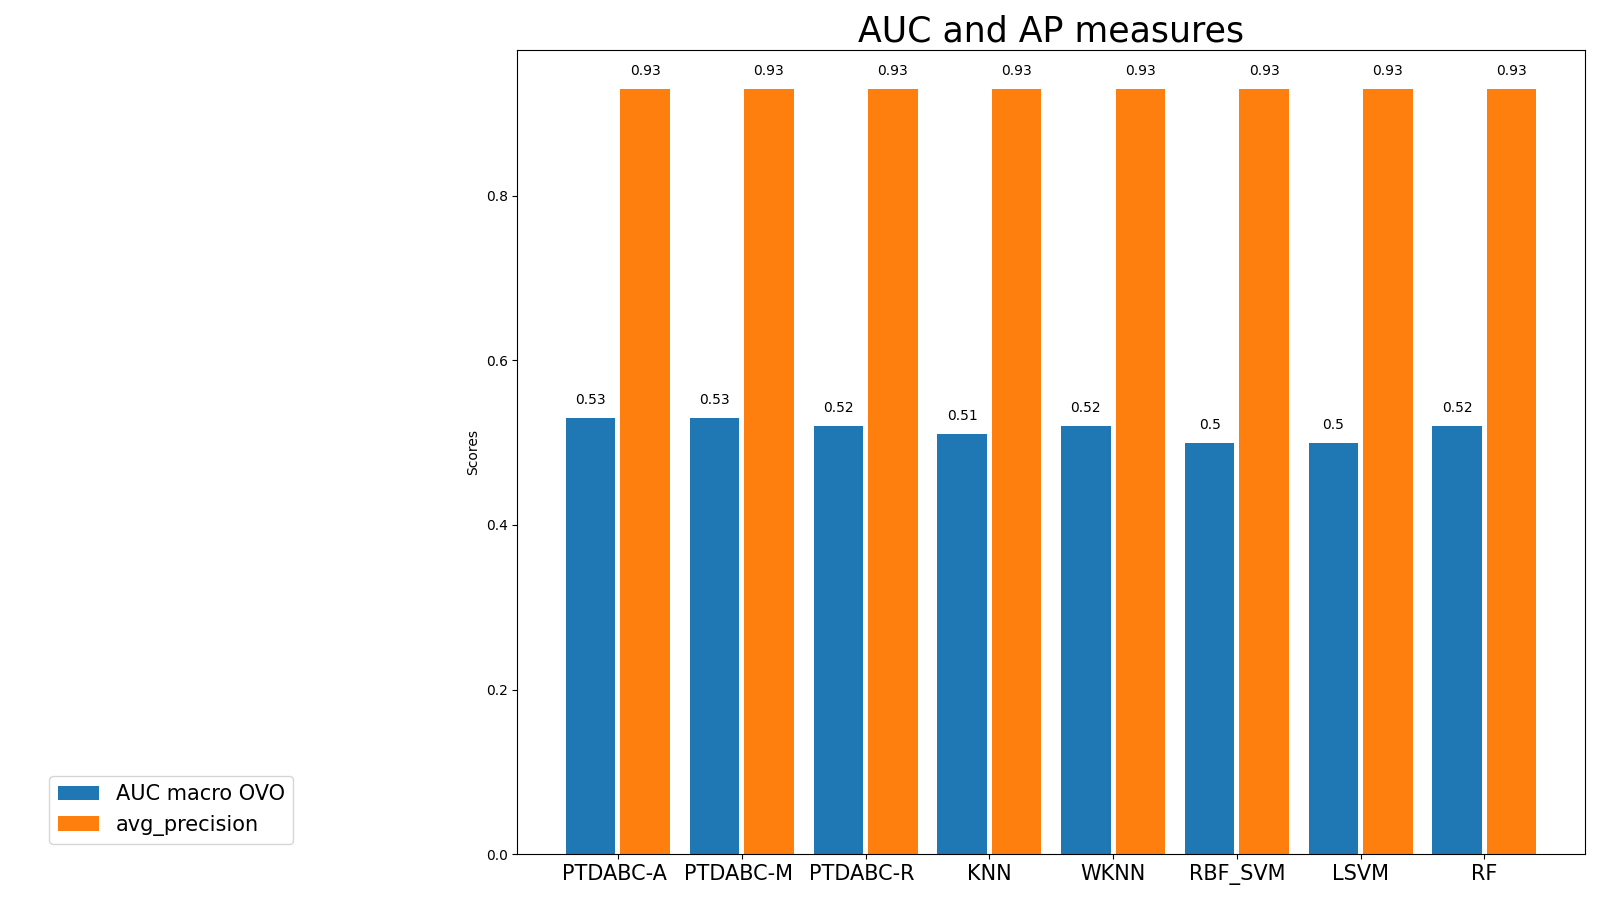 AUC and AP measures
0.93 0.93 0.93 0.93 0.93 0.93 0.93 0.93
0.8
0.6
0.53 0.53 0.52 0.51 0.52 0.5 0.5 0.52
Scores
0.4
0.2
0.0
PTDABC-A PTDABC-M PTDABC-R KNN WKNN RBF_SVM LSVM RF
AUC macro OVO
avg_precision